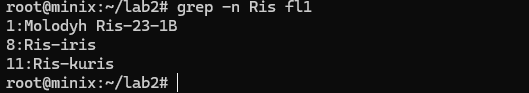 root@minix:~/lab2# grep -n Ris fl1
1:Molodyh Ris-23-1B
8:Ris-iris
11:Ris-kuris
root@minix:~/lab2#